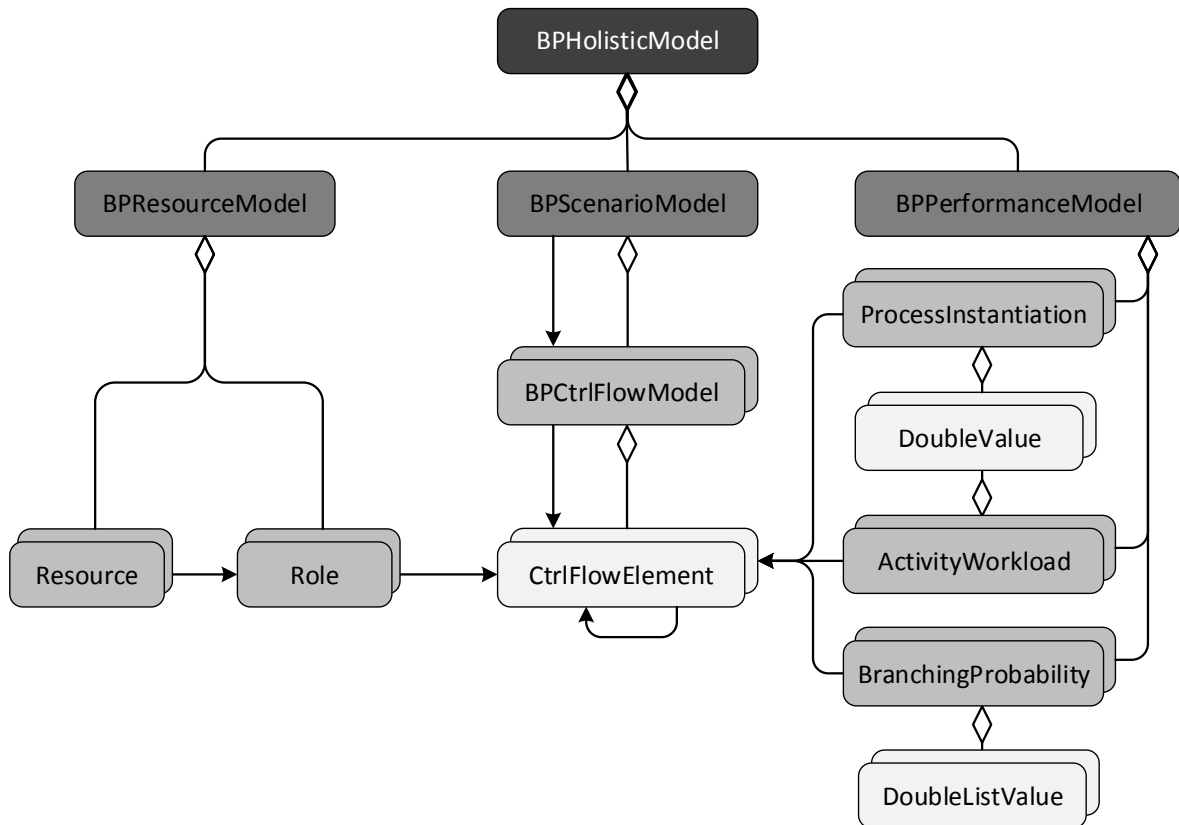 BPHolisticModel
BPResourceModel
BPScenarioModel
BPPerformanceModel
ProcessInstantiation
BPCtrlFlowModel
DoubleValue
Resource
Role
CtrlFlowElement
ActivityWorkload
BranchingProbability
DoubleListValue